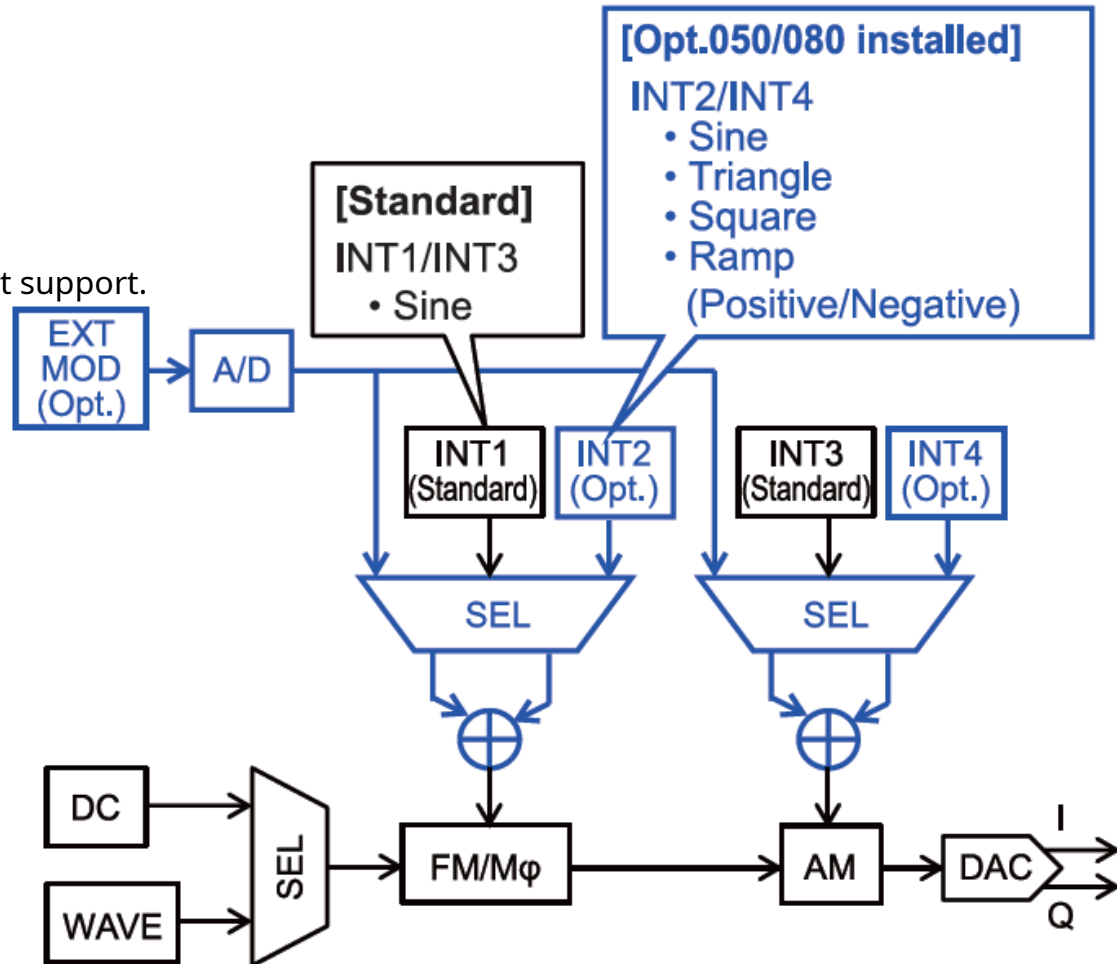 [Opt.050/080 installed]
INT2/INT4
• Sine
• Triangle
• Square
• Ramp
(Positive/Negative)
[Standard]
INT1/INT3
• Sine
t support.
EXT
MOD
(Opt.)
A/D
INT1
(Standard)
INT2
(Opt.)
INT3
(Standard)
INT4
(Opt.)
SEL
SEL
DC
WAVE
SEL
FM/Mφ
AM
DAC
I
Q